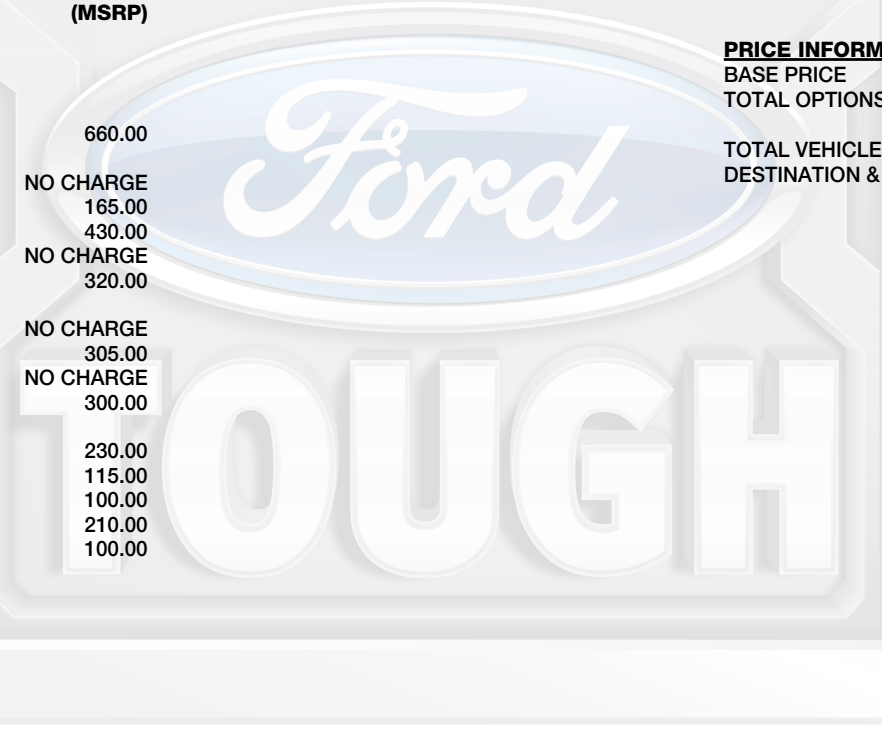 (MSRP)
660.00
NO CHARGE
165.00
430.00
NO CHARGE
320.00
NO CHARGE
305.00
NO CHARGE
300.00
230.00
115.00
100.00
210.00
100.00
PRICE INFORM
BASE PRICE
TOTAL OPTIONS
TOTAL VEHICLE
DESTINATION &
Ford
TOUGH